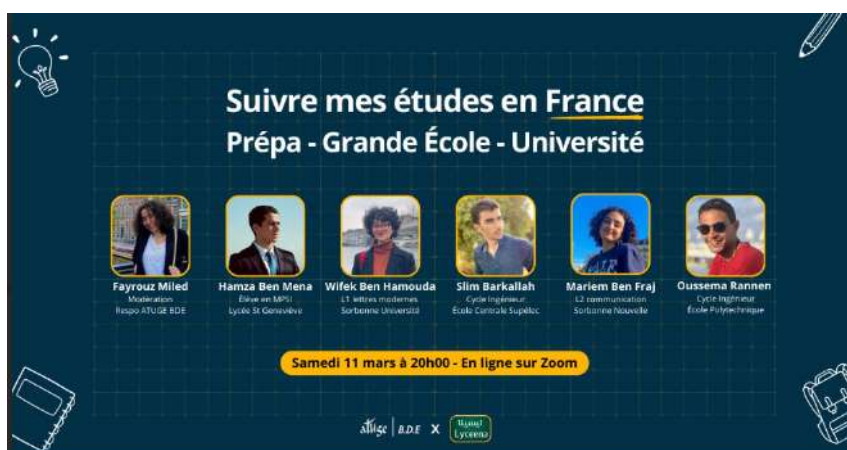 Suivre mes études en France
Prépa - Grande École - Université
Fayrouz Miled
Modération
Respo ATUGE BDE
Hamza Ben Mena
Élève en MPSI
Lycée St Geneviève
Wifek Ben Hamouda
L1 lettres modernes
Sorbonne Université
Slim Barkallah
Cycle Ingénieur
École Centrale Supélec
Mariem Ben Fraj
L2 communication
Sorbonne Nouvelle
Oussema Rannen
Cycle Ingénieur
École Polytechnique
Samedi 11 mars à 20h00 - En ligne sur Zoom
atuge | B.D.E X
ليسينا
Lyceena